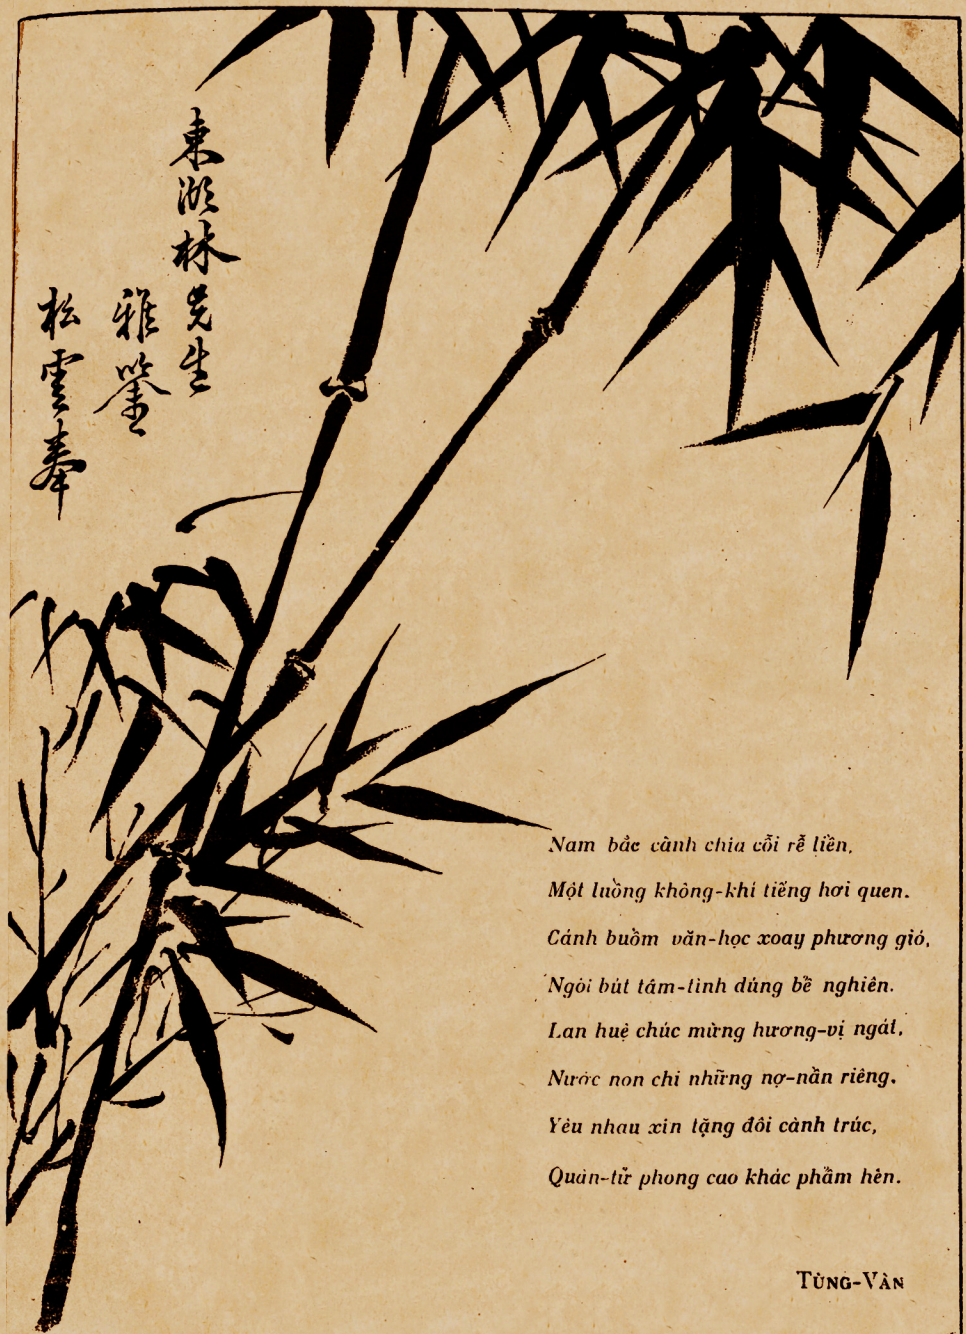 東湖林先生
雅鑒
松雲奉
Nam bắc cành chia cỗi rễ liền,
Một luồng không-khí tiếng hơi quen.
Cánh buồm văn-học xoay phương gió,
Ngòi bút tâm-tình dúng bể nghiên.
Lan huệ chúc mừng hương-vị ngát,
Nước non chi những nợ-nần riêng.
Yêu nhau xin tặng đôi cành trúc,
Quân-tử phong cao khác phẩm hèn.
TÙNG-VÂN